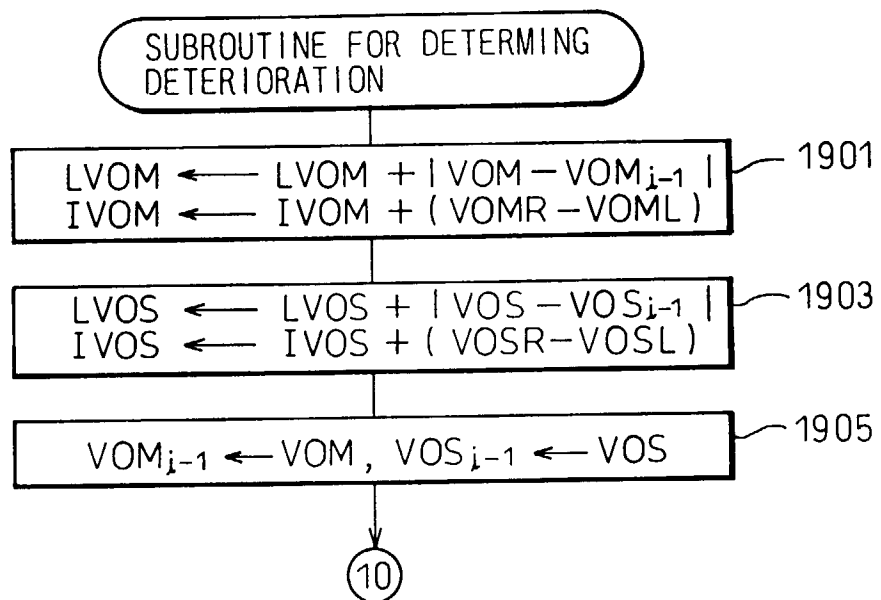 SUBROUTINE FOR DETERMING
DETERIORATION
LVOM ← LVOM + |VOM − VOMi-1|
IVOM ← IVOM + (VOMR − VOML)
1901
LVOS ← LVOS + |VOS − VOSi-1|
IVOS ← IVOS + (VOSR − VOSL)
1903
VOMi-1 ← VOM, VOSi-1 ← VOS
1905
10